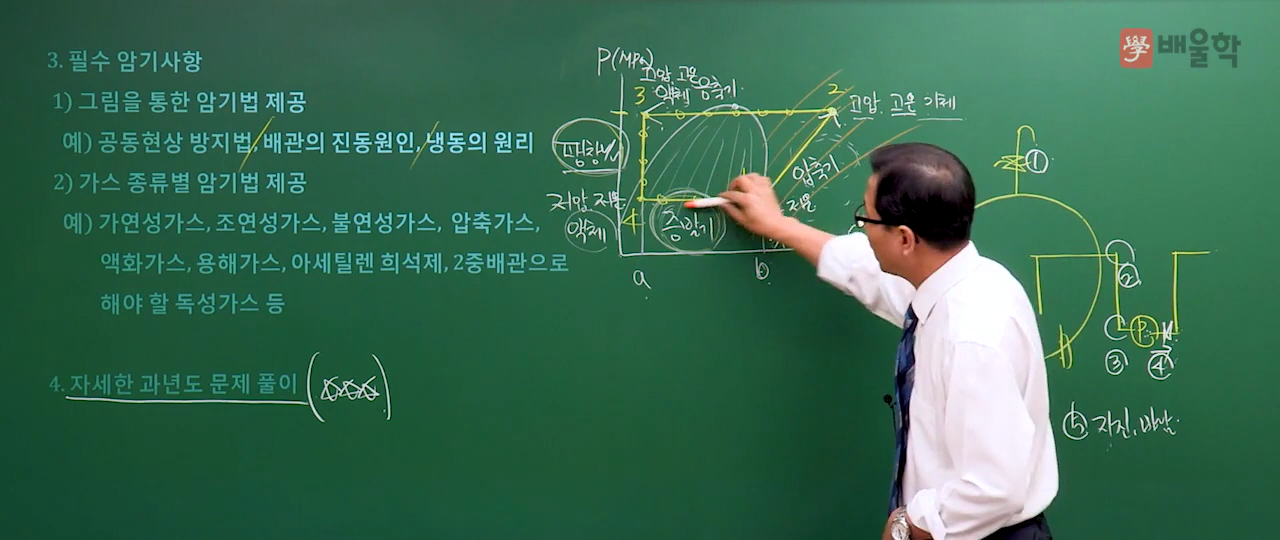 3. 필수 암기사항
1) 그림을 통한 암기법 제공
예) 공동현상 방지법, 배관의 진동원인, 냉동의 원리
2) 가스 종류별 암기법 제공
예) 가연성가스, 조연성가스, 불연성가스, 압축가스,
액화가스, 용해가스, 아세틸렌 희석제, 2중배관으로
해야 할 독성가스 등
4. 자세한 과년도 문제 풀이
學 배울학
P(MPa)
고압, 고온
액체 응축기
3
2
고압, 고온 기체
압축기
저압 저온
액체
4
증발기
저온
a
b
①
②
③
P
④
⑤ 자진, 바낮